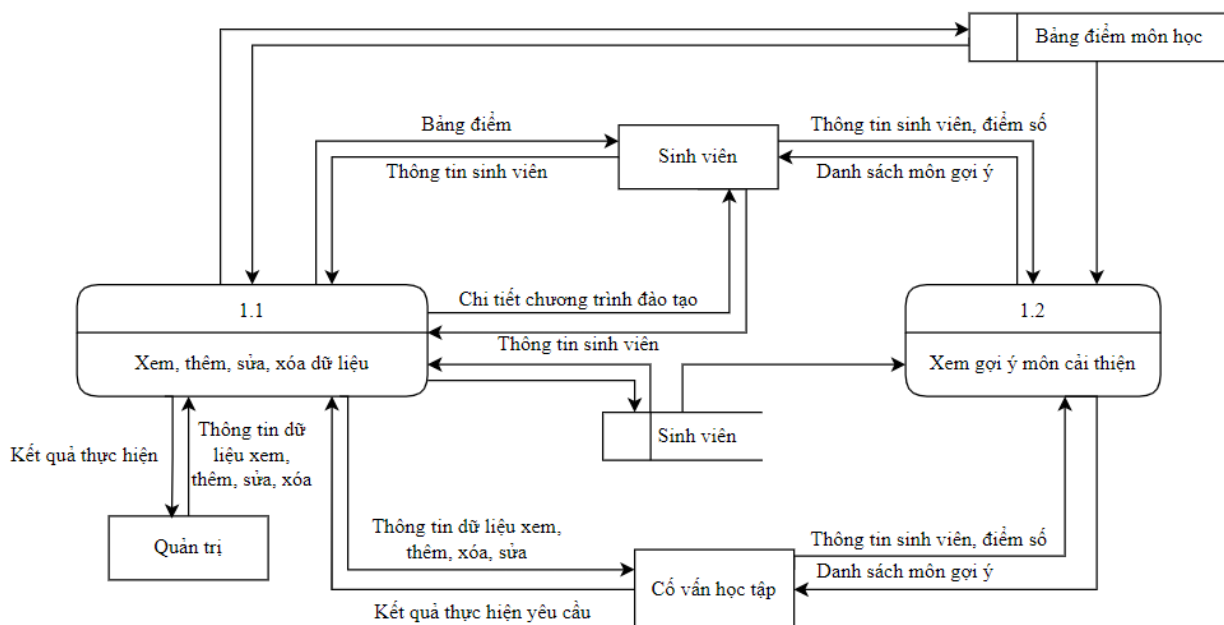 Bảng điểm môn học
Bảng điểm
Thông tin sinh viên, điểm số
Sinh viên
Thông tin sinh viên
Danh sách môn gợi ý
Chi tiết chương trình đào tạo
1.1
1.2
Thông tin sinh viên
Xem, thêm, sửa, xóa dữ liệu
Xem gợi ý môn cải thiện
Sinh viên
Kết quả thực hiện
Thông tin dữ
liệu xem,
thêm, sửa, xóa
Quản trị
Thông tin dữ liệu xem,
thêm, xóa, sửa
Thông tin sinh viên, điểm số
Cố vấn học tập
Danh sách môn gợi ý
Kết quả thực hiện yêu cầu